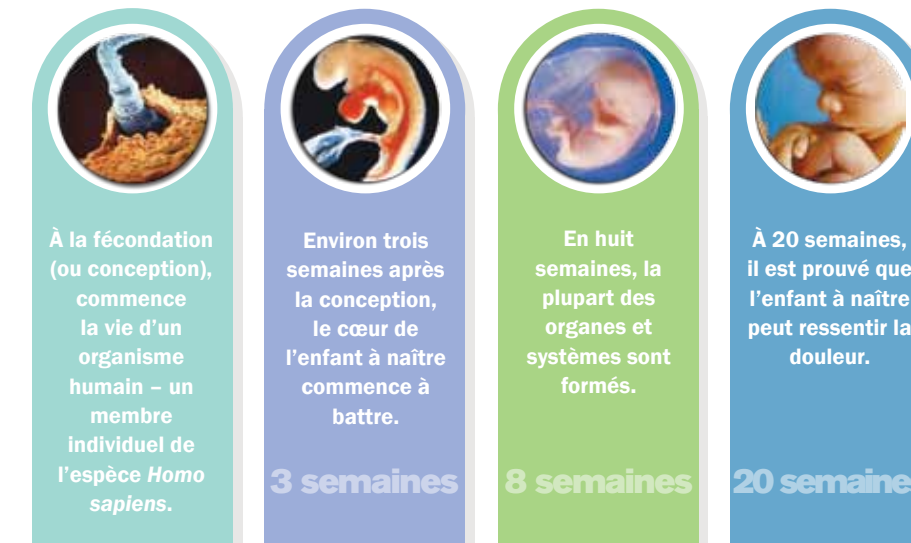 À la fécondation
(ou conception),
commence
la vie d'un
organisme
humain – un
membre
individuel de
l'espèce Homo
sapiens.
Environ trois
semaines après
la conception,
le cœur de
l'enfant à naître
commence à
battre.
3 semaines
En huit
semaines, la
plupart des
organes et
systèmes sont
formés.
8 semaines
À 20 semaines,
il est prouvé que
l'enfant à naître
peut ressentir la
douleur.
20 semaine